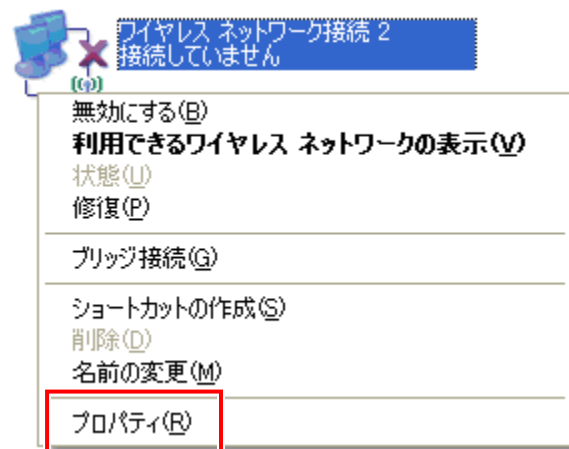 ワイヤレス ネットワーク接続 2
接続していません
無効にする(B)
利用できるワイヤレス ネットワークの表示(V)
状態(U)
修復(P)
ブリッジ接続(G)
ショートカットの作成(S)
削除(D)
名前の変更(M)
プロパティ(R)